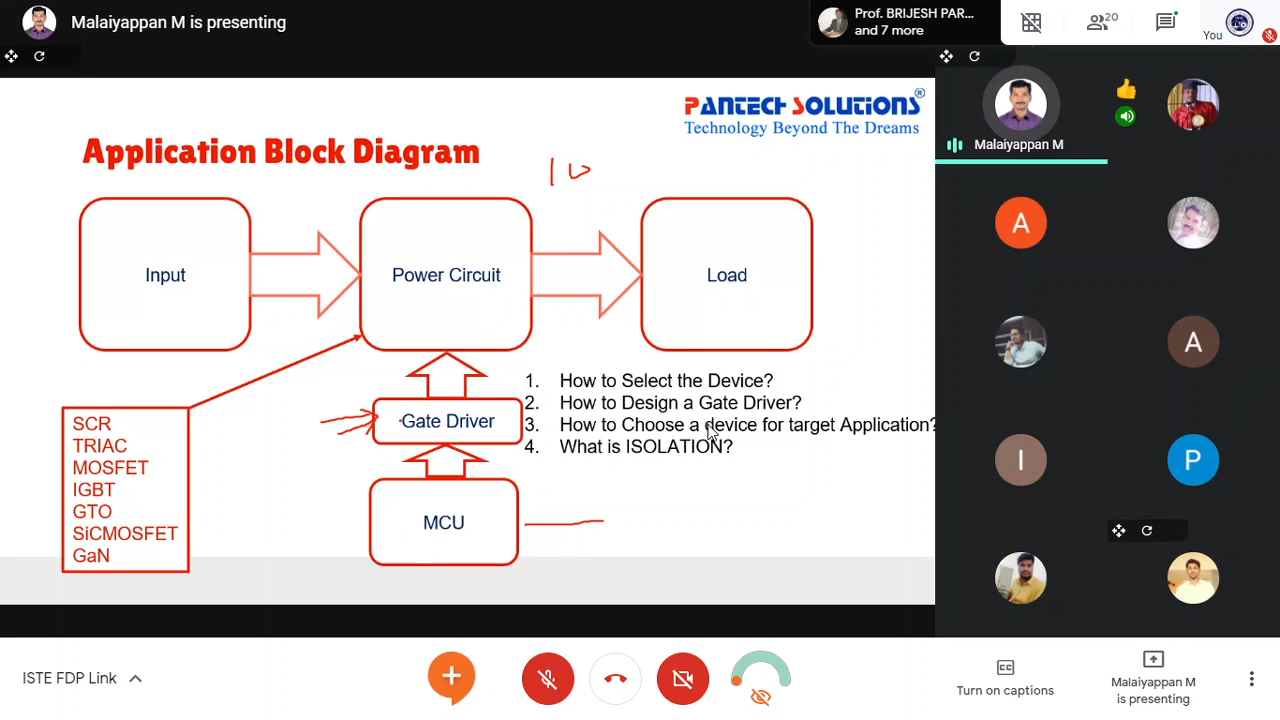 Malaiyappan M is presenting
Prof. BRIJESH PAR...
and 7 more
20
You
PANTECH SOLUTIONS®
Technology Beyond The Dreams
Application Block Diagram
Input
Power Circuit
Load
1. How to Select the Device?
2. How to Design a Gate Driver?
3. How to Choose a device for target Application?
4. What is ISOLATION?
Gate Driver
MCU
SCR
TRIAC
MOSFET
IGBT
GTO
SiCMOSFET
GaN
Malaiyappan M
A
A
I
P
ISTE FDP Link
CC
Turn on captions
Malaiyappan M
is presenting